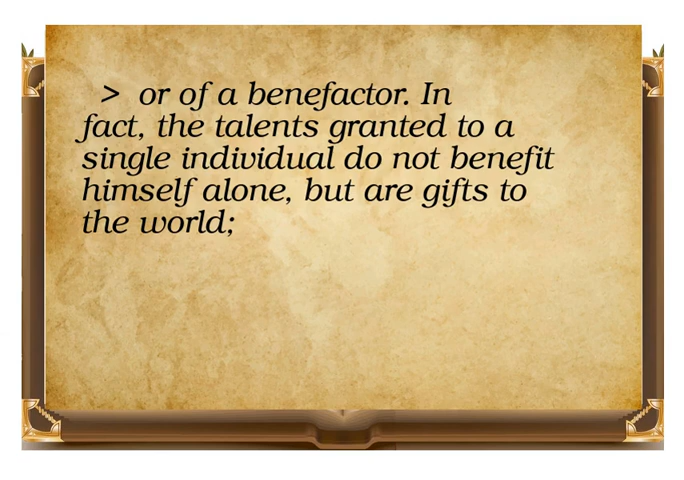 > or of a benefactor. In
fact, the talents granted to a
single individual do not benefit
himself alone, but are gifts to
the world;